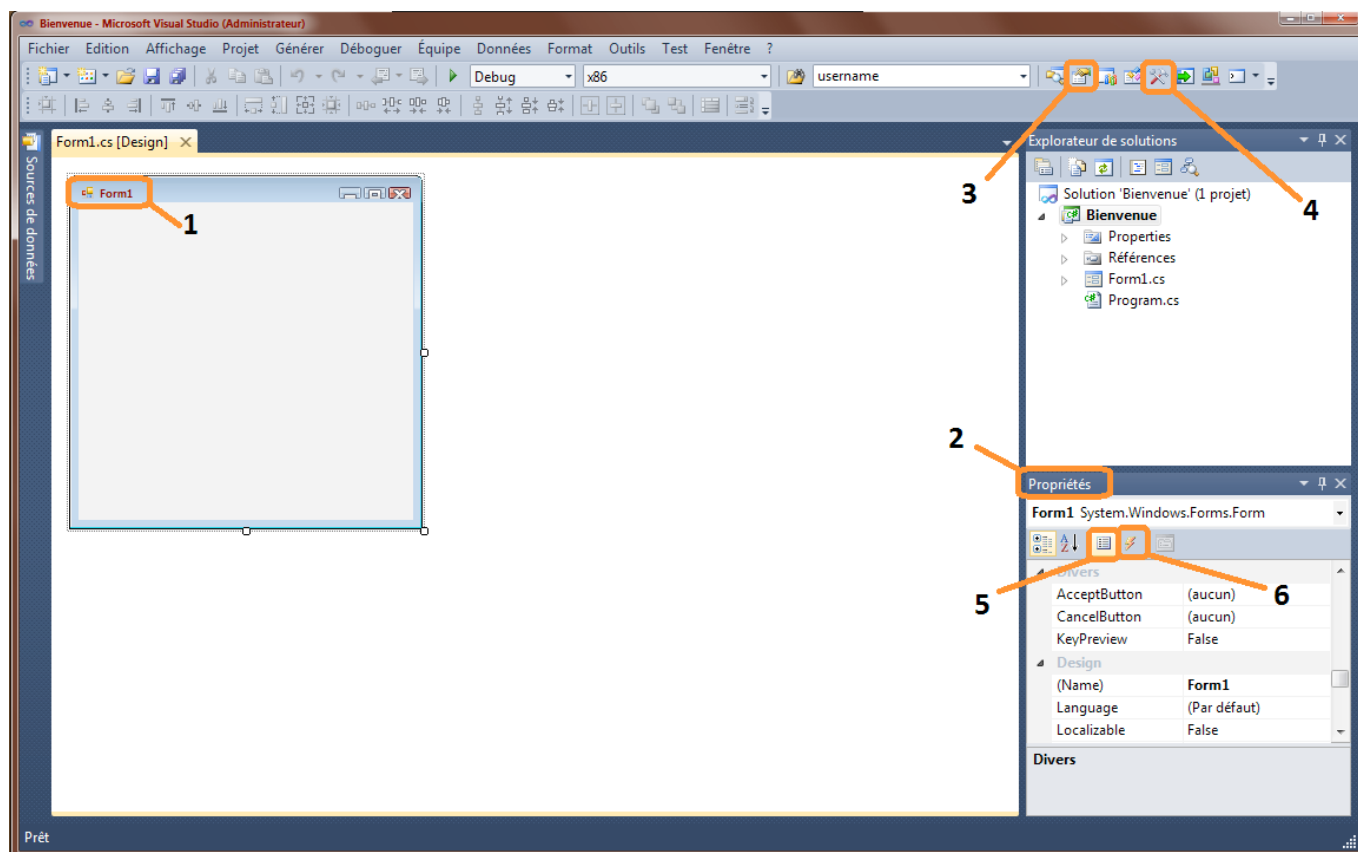 Bienvenue - Microsoft Visual Studio (Administrateur)
Fichier Edition Affichage Projet Générer Déboguer Équipe Données Format Outils Test Fenêtre ?
Debug x86 username
Form1.cs [Design]
Sources de données
Form1
1
3
4
Explorateur de solutions
Solution 'Bienvenue' (1 projet)
Bienvenue
Properties
Références
Form1.cs
Program.cs
2
Propriétés
Form1 System.Windows.Forms.Form
5
6
Divers
AcceptButton (aucun)
CancelButton (aucun)
KeyPreview False
Design
(Name) Form1
Language (Par défaut)
Localizable False
Divers
Prêt